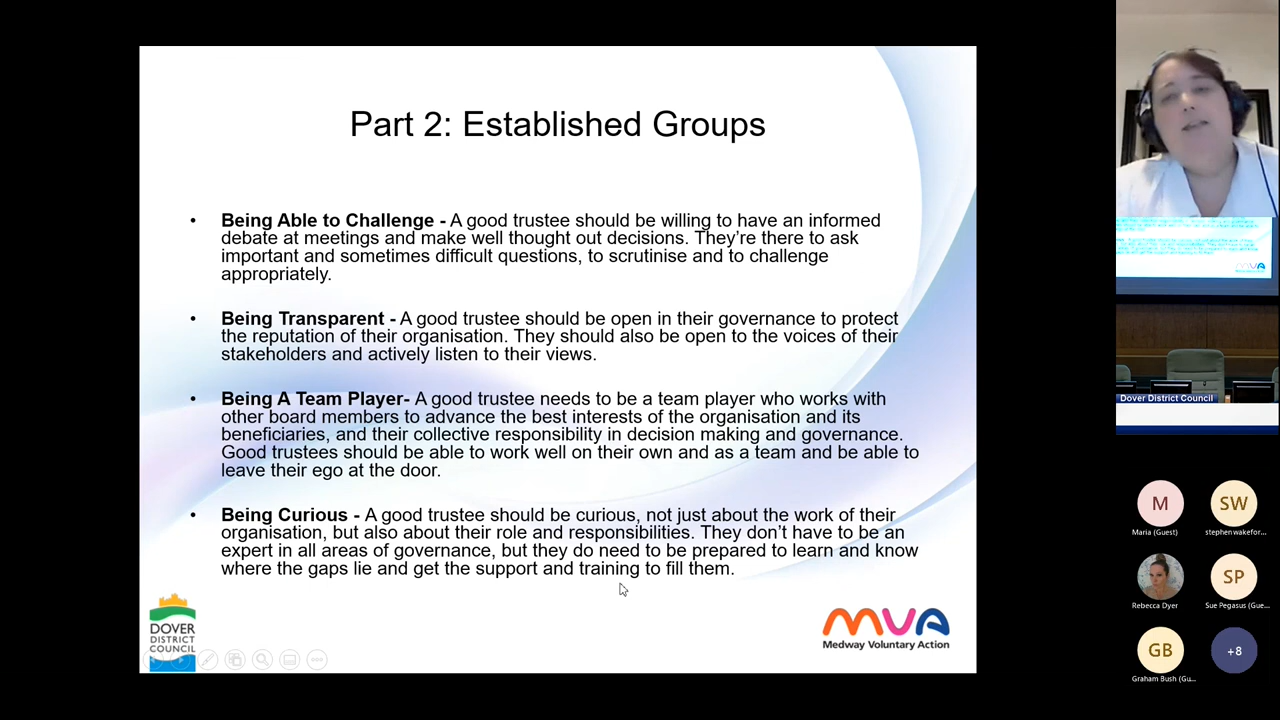 Part 2: Established Groups
• Being Able to Challenge - A good trustee should be willing to have an informed
debate at meetings and make well thought out decisions. They’re there to ask
important and sometimes difficult questions, to scrutinise and to challenge
appropriately.
• Being Transparent - A good trustee should be open in their governance to protect
the reputation of their organisation. They should also be open to the voices of their
stakeholders and actively listen to their views.
• Being A Team Player- A good trustee needs to be a team player who works with
other board members to advance the best interests of the organisation and its
beneficiaries, and their collective responsibility in decision making and governance.
Good trustees should be able to work well on their own and as a team and be able to
leave their ego at the door.
• Being Curious - A good trustee should be curious, not just about the work of their
organisation, but also about their role and responsibilities. They don’t have to be an
expert in all areas of governance, but they do need to be prepared to learn and know
where the gaps lie and get the support and training to fill them.
DOVER
DISTRICT
COUNCIL
MVA
Medway Voluntary Action
mva
Dover District Council
M
SW
Maria (Guest)
stephen wakefor...
SP
Rebecca Dyer
Sue Pegasus (Gue...
GB
+8
Graham Bush (Gu...